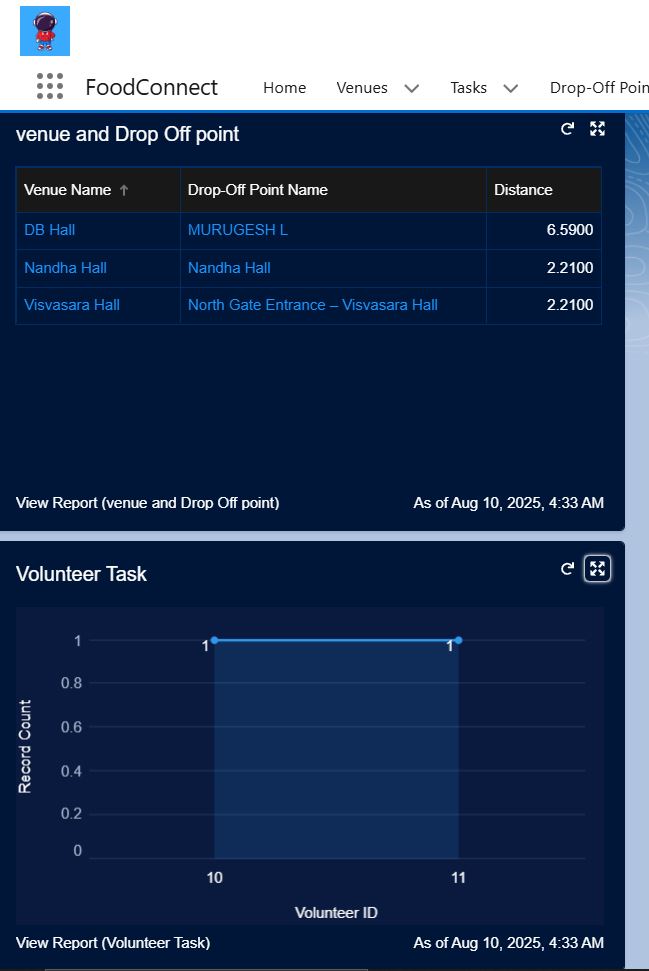 FoodConnect Home Venues Tasks Drop-Off Poin
venue and Drop Off point
Venue Name Drop-Off Point Name Distance
DB Hall MURUGESH L 6.5900
Nandha Hall Nandha Hall 2.2100
Visvasara Hall North Gate Entrance – Visvasara Hall 2.2100
View Report (venue and Drop Off point) As of Aug 10, 2025, 4:33 AM
Volunteer Task
1
1 1
0.8
0.6
0.4
0.2
0
Record Count
10 11
Volunteer ID
View Report (Volunteer Task) As of Aug 10, 2025, 4:33 AM